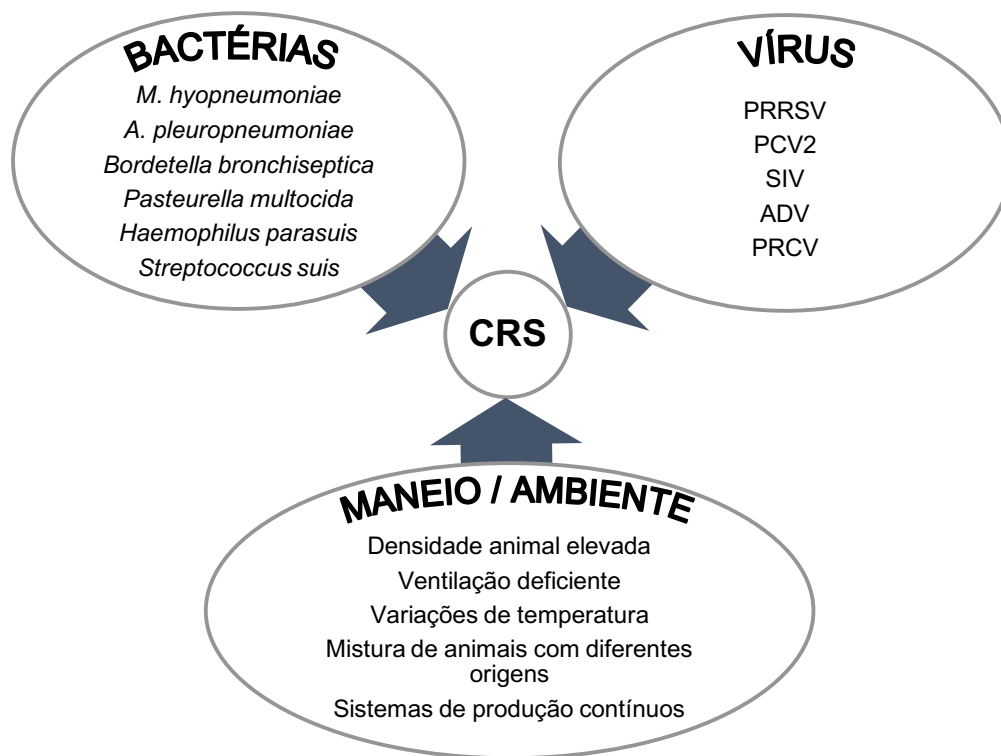 BACTÉRIAS
M. hyopneumoniae
A. pleuropneumoniae
Bordetella bronchiseptica
Pasteurella multocida
Haemophilus parasuis
Streptococcus suis
VÍRUS
PRRSV
PCV2
SIV
ADV
PRCV
CRS
MANEIO / AMBIENTE
Densidade animal elevada
Ventilação deficiente
Variações de temperatura
Mistura de animais com diferentes
origens
Sistemas de produção contínuos